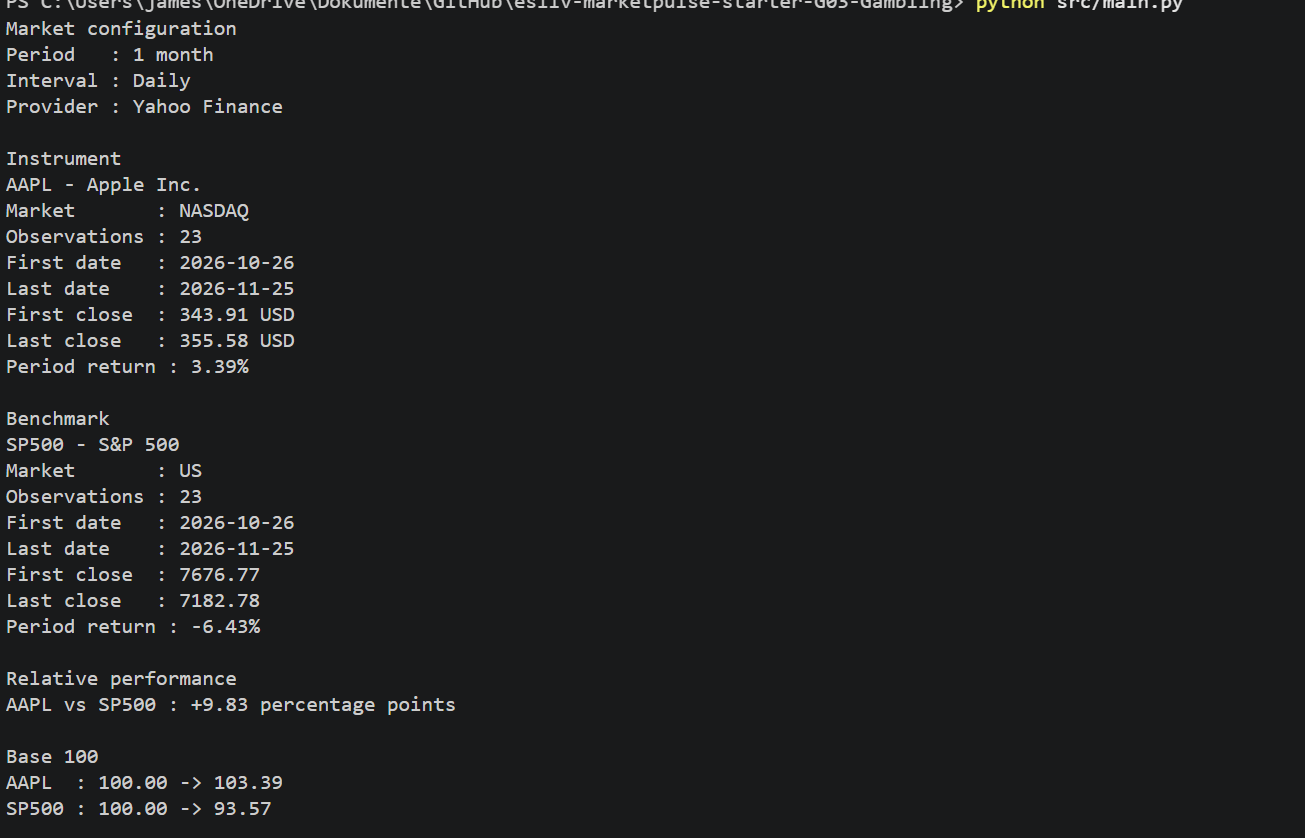 PS C:\Users\james\OneDrive\Dokumente\GitHub\esilv-marketpulse-starter-G03-Gambling> python src/main.py
Market configuration
Period   : 1 month
Interval : Daily
Provider : Yahoo Finance

Instrument
AAPL - Apple Inc.
Market       : NASDAQ
Observations : 23
First date   : 2026-10-26
Last date    : 2026-11-25
First close  : 343.91 USD
Last close   : 355.58 USD
Period return : 3.39%

Benchmark
SP500 - S&P 500
Market       : US
Observations : 23
First date   : 2026-10-26
Last date    : 2026-11-25
First close  : 7676.77
Last close   : 7182.78
Period return : -6.43%

Relative performance
AAPL vs SP500 : +9.83 percentage points

Base 100
AAPL  : 100.00 -> 103.39
SP500 : 100.00 -> 93.57